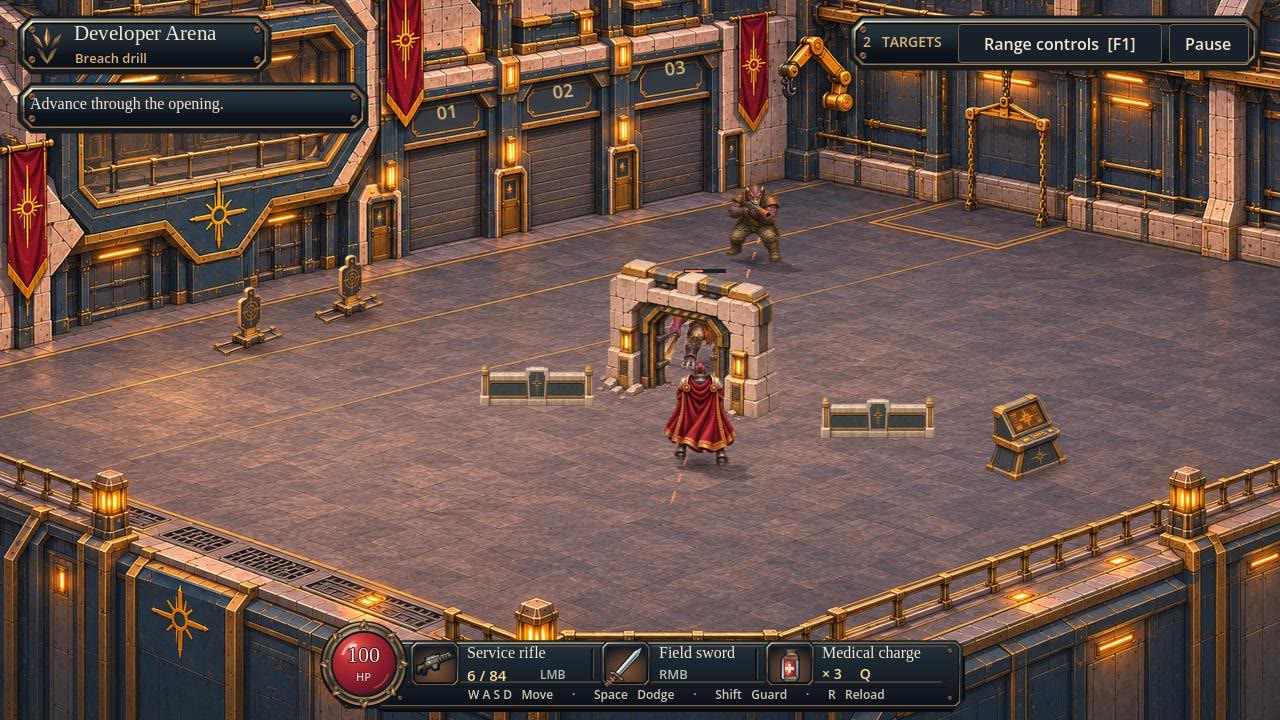 Developer Arena
Breach drill
Advance through the opening.
2 TARGETS
Range controls [F1]
Pause
01
02
03
100
HP
Service rifle
6 / 84 LMB
Field sword
RMB
Medical charge
× 3 Q
W A S D Move · Space Dodge · Shift Guard · R Reload